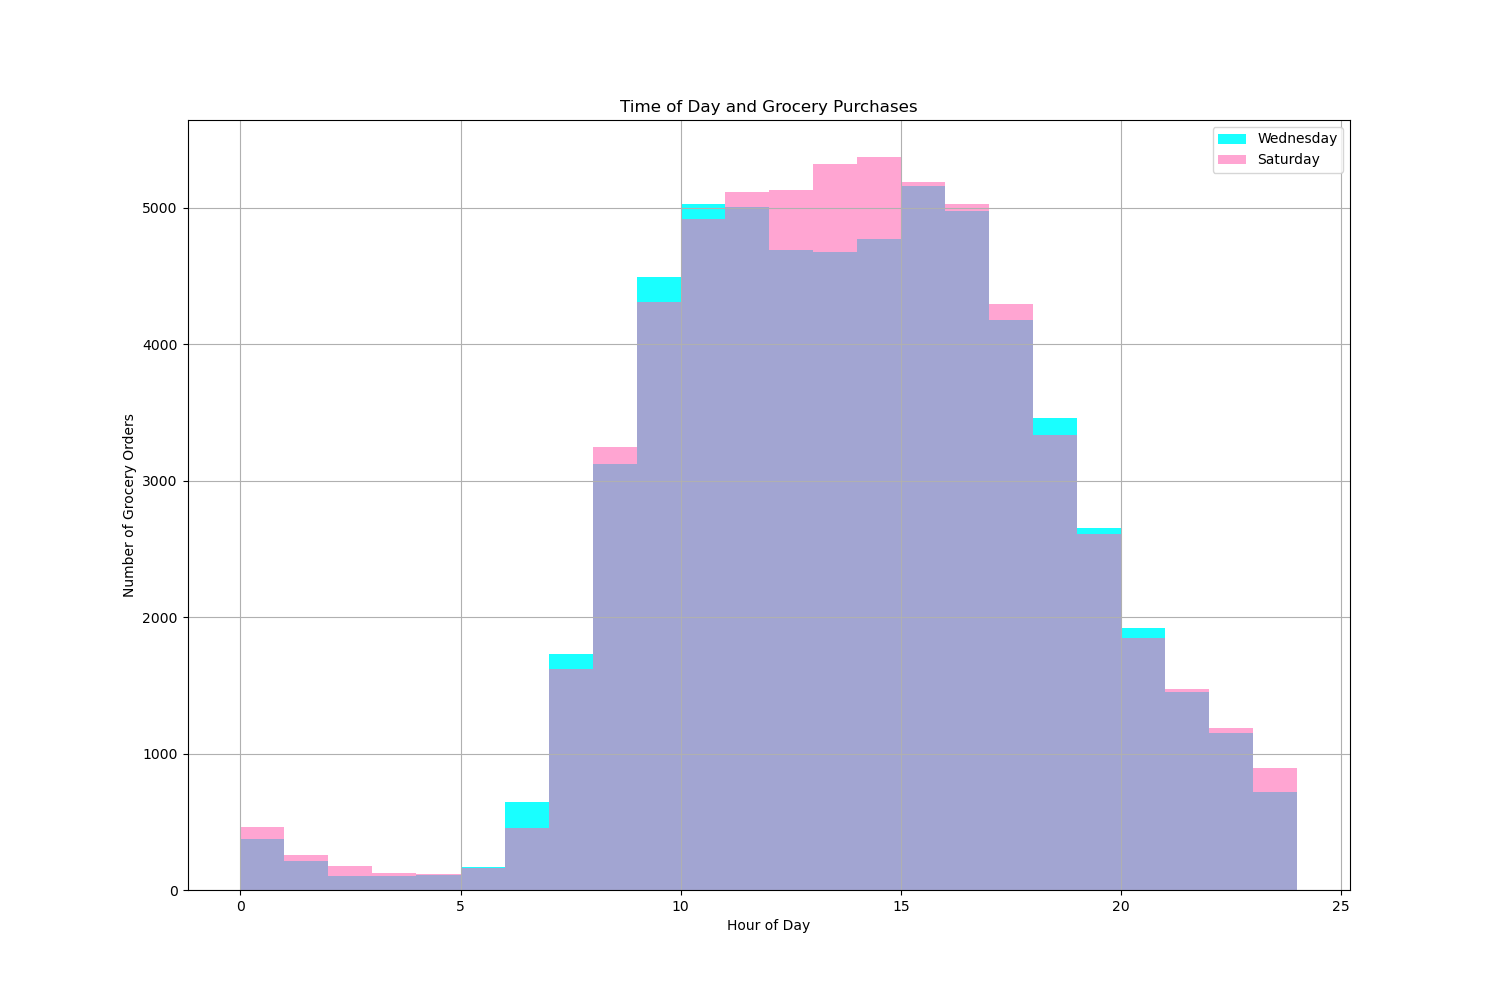 Time of Day and Grocery Purchases
Wednesday
Saturday
Number of Grocery Orders
5000
4000
3000
2000
1000
0
0 5 10 15 20 25
Hour of Day